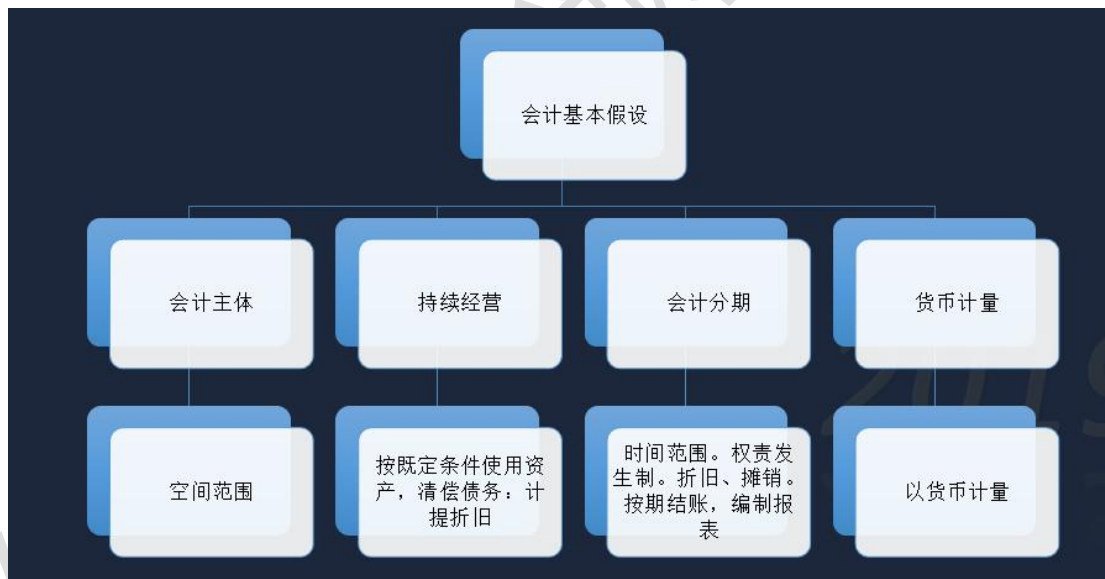 会计基本假设
会计主体
持续经营
会计分期
货币计量
空间范围
按既定条件使用资
产，清偿债务：计
提折旧
时间范围。权责发
生制。折旧、摊销。
按期结账，编制报
表
以货币计量
2019